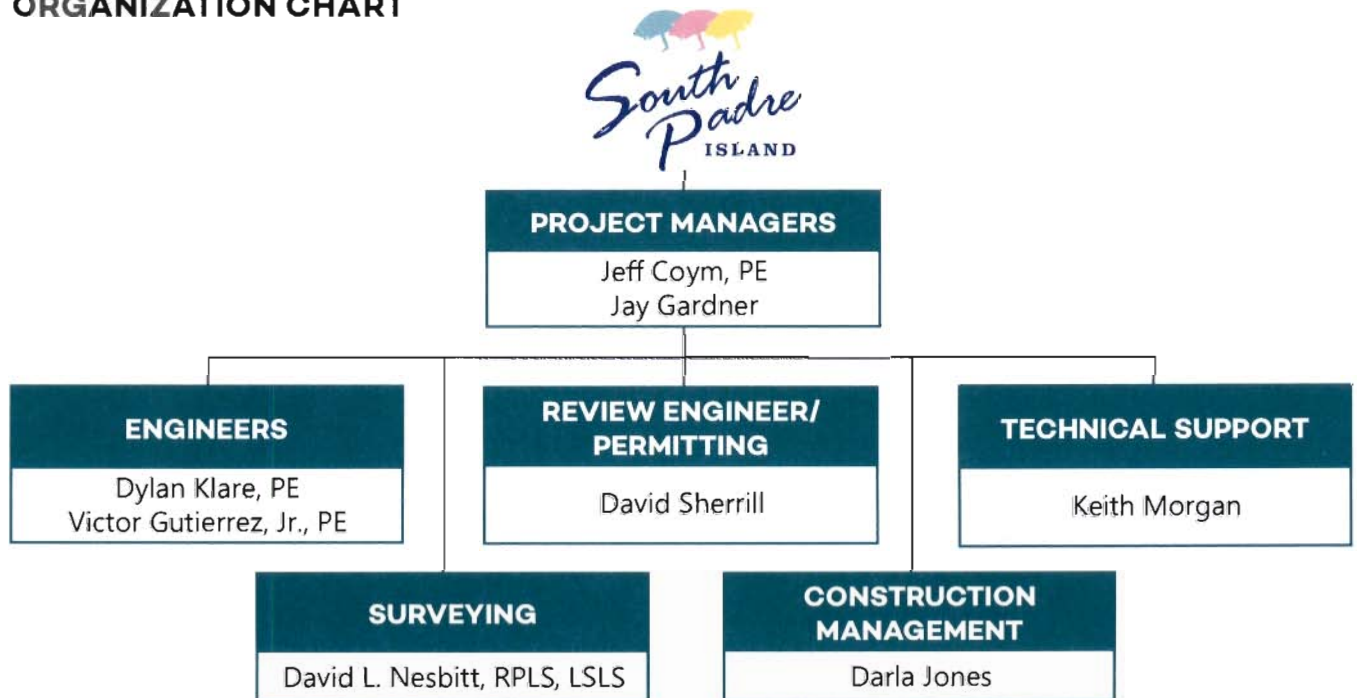 ORGANIZATION CHART
South
Padre
ISLAND
PROJECT MANAGERS
Jeff Coym, PE
Jay Gardner
ENGINEERS
Dylan Klare, PE
Victor Gutierrez, Jr., PE
REVIEW ENGINEER/
PERMITTING
David Sherrill
TECHNICAL SUPPORT
Keith Morgan
SURVEYING
David L. Nesbitt, RPLS, LSLS
CONSTRUCTION
MANAGEMENT
Darla Jones